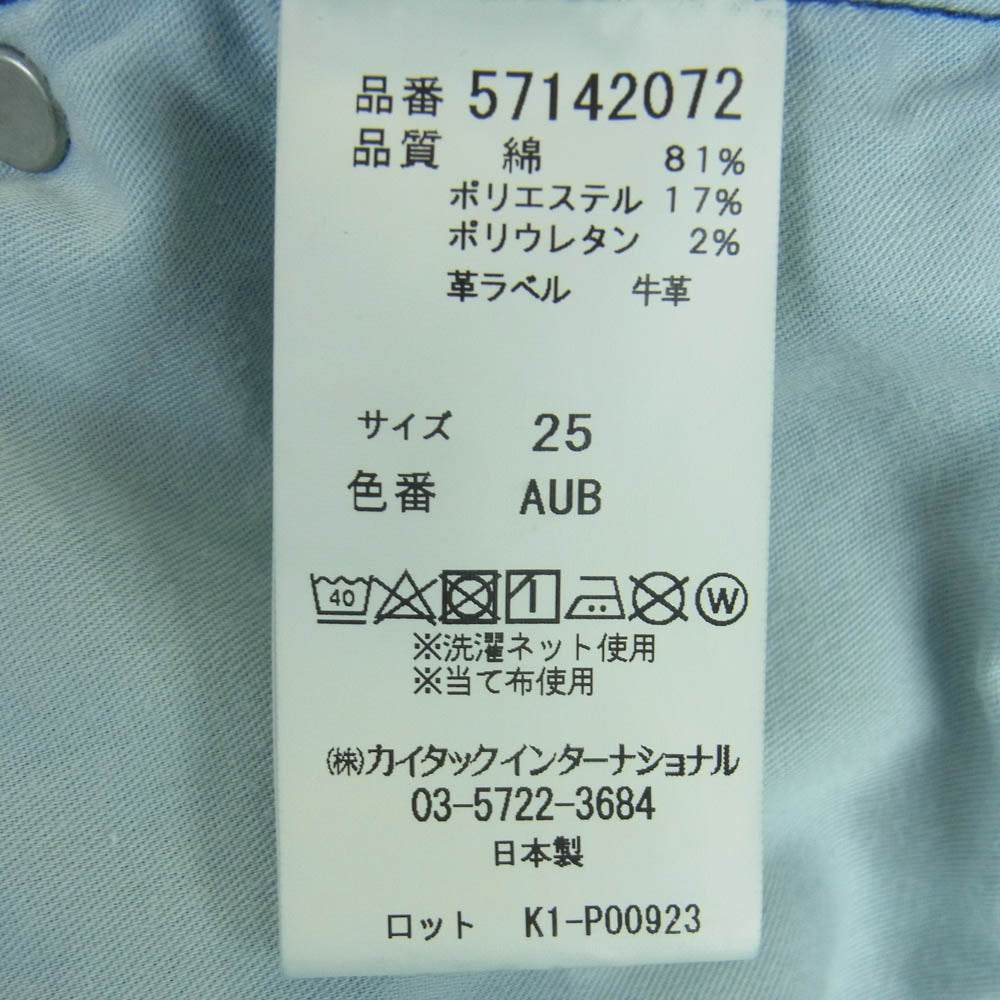 品番 57142072
品質 綿 81%
ポリエステル 17%
ポリウレタン 2%
革ラベル 牛革
サイズ 25
色番 AUB
40 W
※洗濯ネット使用
※当て布使用
㈱カイタックインターナショナル
03-5722-3684
日本製
ロット K1-P00923